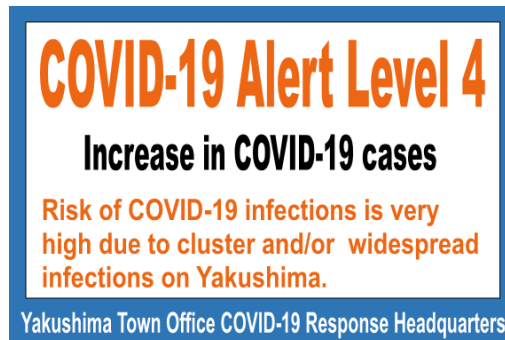 COVID-19 Alert Level 4
Increase in COVID-19 cases
Risk of COVID-19 infections is very
high due to cluster and/or widespread
infections on Yakushima.
Yakushima Town Office COVID-19 Response Headquarters